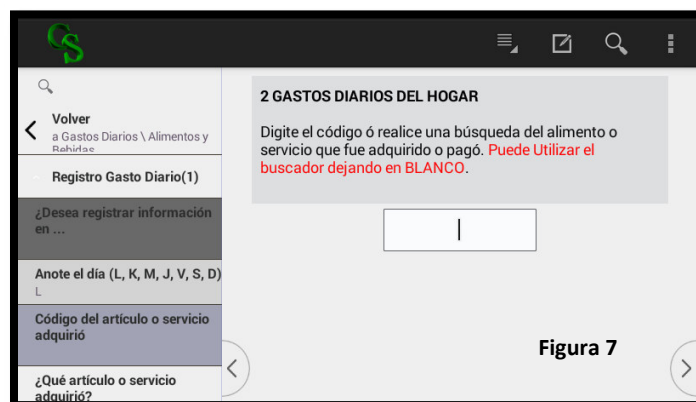 CS
Volver
a Gastos Diarios \ Alimentos y
Bebidas
Registro Gasto Diario(1)
¿Desea registrar información
en ...
Anote el día (L, K, M, J, V, S, D)
L
Código del artículo o servicio
adquirió
¿Qué artículo o servicio
adquirió?
2 GASTOS DIARIOS DEL HOGAR
Digite el código ó realice una búsqueda del alimento o
servicio que fue adquirido o pagó. Puede Utilizar el
buscador dejando en BLANCO.
Figura 7